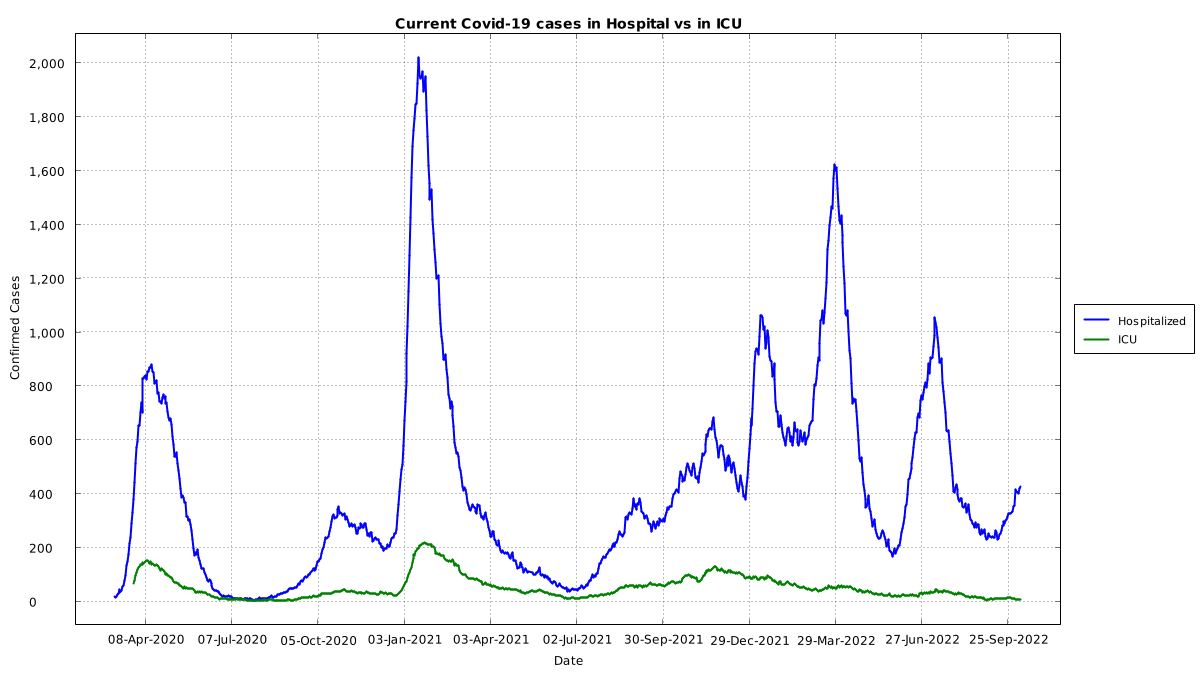 Current Covid-19 cases in Hospital vs in ICU
Confirmed Cases
2,000
1,800
1,600
1,400
1,200
1,000
800
600
400
200
0
08-Apr-2020 07-Jul-2020 05-Oct-2020 03-Jan-2021 03-Apr-2021 02-Jul-2021 30-Sep-2021 29-Dec-2021 29-Mar-2022 27-Jun-2022 25-Sep-2022
Date
Hospitalized
ICU